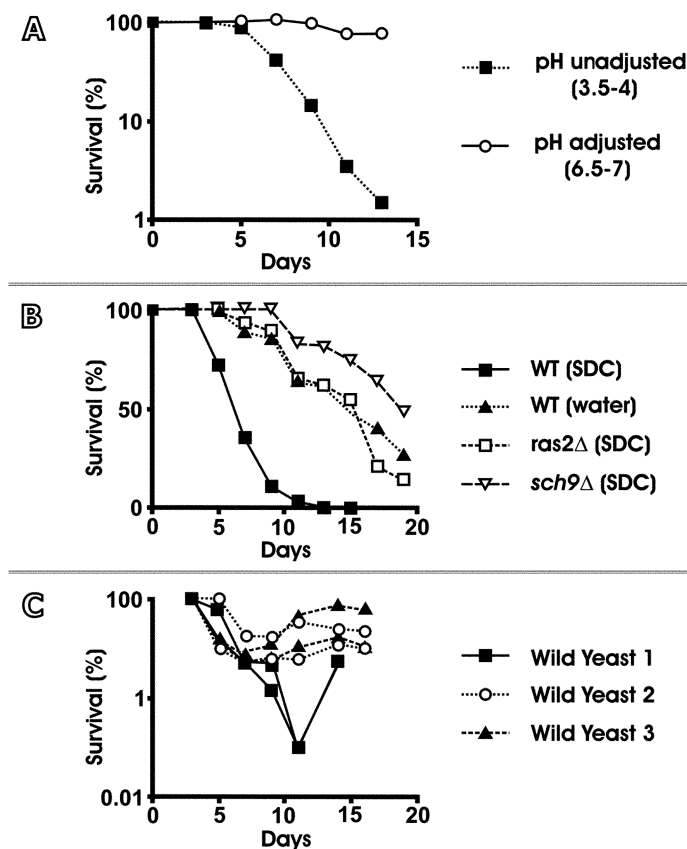 A
Survival (%)
100
10
1
0
5
10
15
Days
pH unadjusted
(3.5-4)
pH adjusted
(6.5-7)
B
Survival (%)
100
50
0
0
5
10
15
20
Days
WT (SDC)
WT (water)
ras2Δ (SDC)
sch9Δ (SDC)
C
Survival (%)
100
1
0.01
0
5
10
15
20
Days
Wild Yeast 1
Wild Yeast 2
Wild Yeast 3